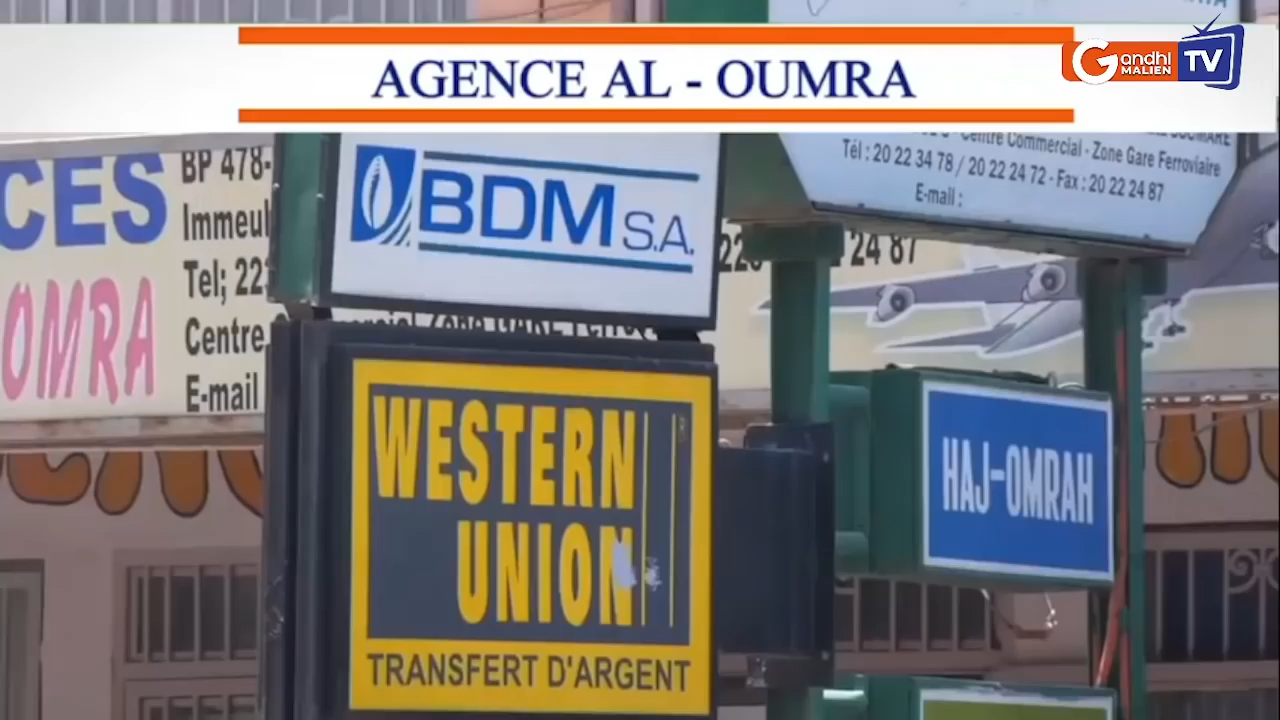 AGENCE AL - OUMRA
Gandhi
MALIEN
TV
CES
OMRA
BP 478-
Immeul
Tel; 22
Centre
E-mail
BDM S.A.
Centre Commercial - Zone Gare Ferroviaire
Tél : 20 22 34 78 / 20 22 24 72 - Fax : 20 22 24 87
E-mail :
24 87
WESTERN
UNION
TRANSFERT D'ARGENT
HAJ-OMRAH